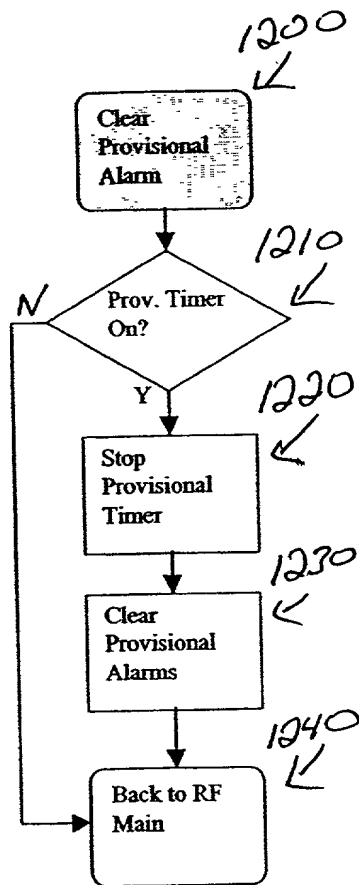 1200
Clear
Provisional
Alarm
1210
N
Prov. Timer
On?
Y
1220
Stop
Provisional
Timer
1230
Clear
Provisional
Alarms
1240
Back to RF
Main